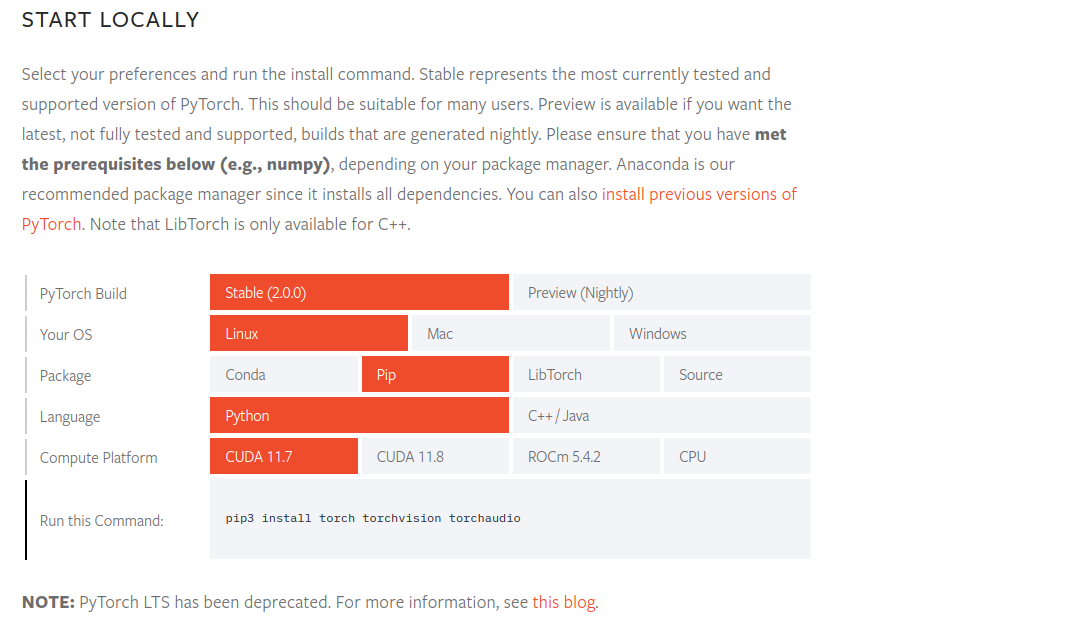 START LOCALLY
Select your preferences and run the install command. Stable represents the most currently tested and
supported version of PyTorch. This should be suitable for many users. Preview is available if you want the
latest, not fully tested and supported, builds that are generated nightly. Please ensure that you have met
the prerequisites below (e.g., numpy), depending on your package manager. Anaconda is our
recommended package manager since it installs all dependencies. You can also install previous versions of
PyTorch. Note that LibTorch is only available for C++.
PyTorch Build Stable (2.0.0) Preview (Nightly)
Your OS Linux Mac Windows
Package Conda Pip LibTorch Source
Language Python C++ / Java
Compute Platform CUDA 11.7 CUDA 11.8 ROCm 5.4.2 CPU
Run this Command: pip3 install torch torchvision torchaudio
NOTE: PyTorch LTS has been deprecated. For more information, see this blog.